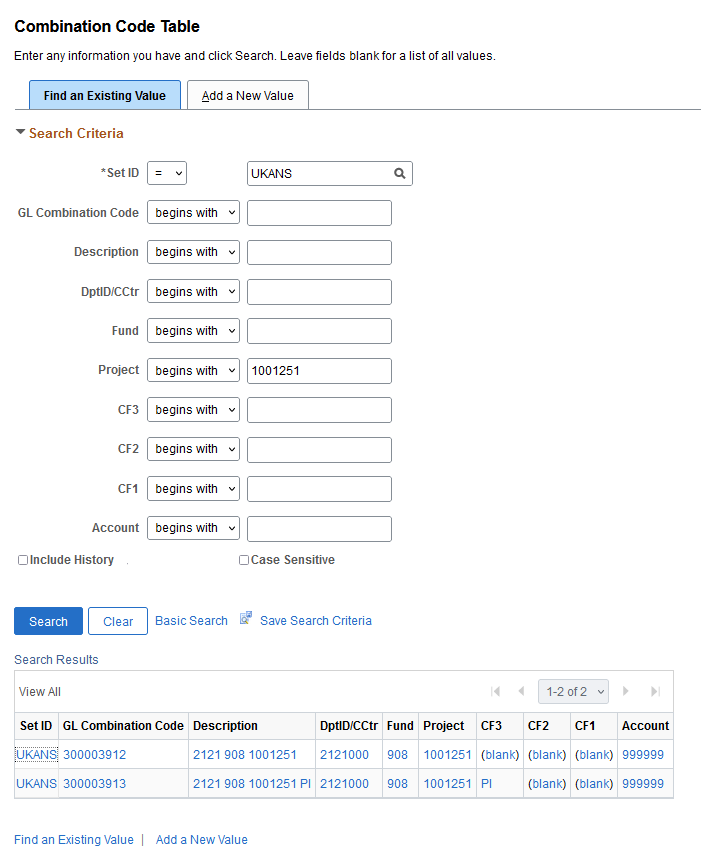 Combination Code Table
Enter any information you have and click Search. Leave fields blank for a list of all values.
Find an Existing Value Add a New Value
Search Criteria
*Set ID = UKANS
GL Combination Code begins with
Description begins with
DptID/CCtr begins with
Fund begins with
Project begins with 1001251
CF3 begins with
CF2 begins with
CF1 begins with
Account begins with
Include History Case Sensitive
Search Clear Basic Search Save Search Criteria
Search Results
View All 1-2 of 2
Set ID GL Combination Code Description DptID/CCtr Fund Project CF3 CF2 CF1 Account
UKANS 300003912 2121 908 1001251 2121000 908 1001251 (blank) (blank) (blank) 999999
UKANS 300003913 2121 908 1001251 PI 2121000 908 1001251 PI (blank) (blank) 999999
Find an Existing Value | Add a New Value